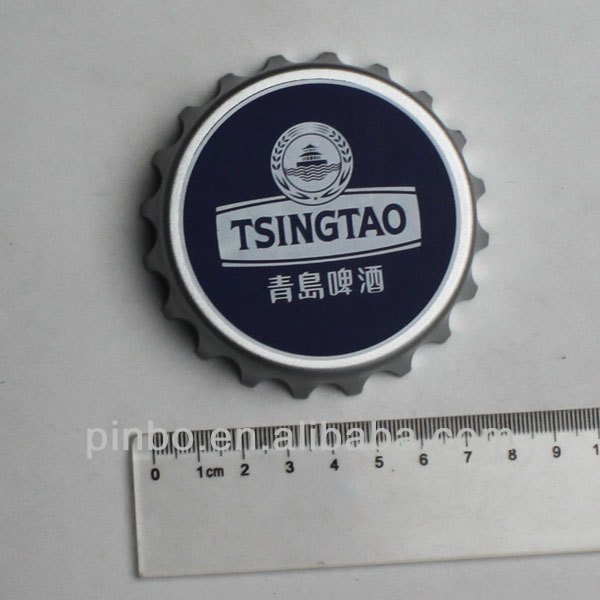 TSINGTAO
青島啤酒
pinbo.en.alibaba.com
0 1cm 2 3 4 5 6 7 8 9 1